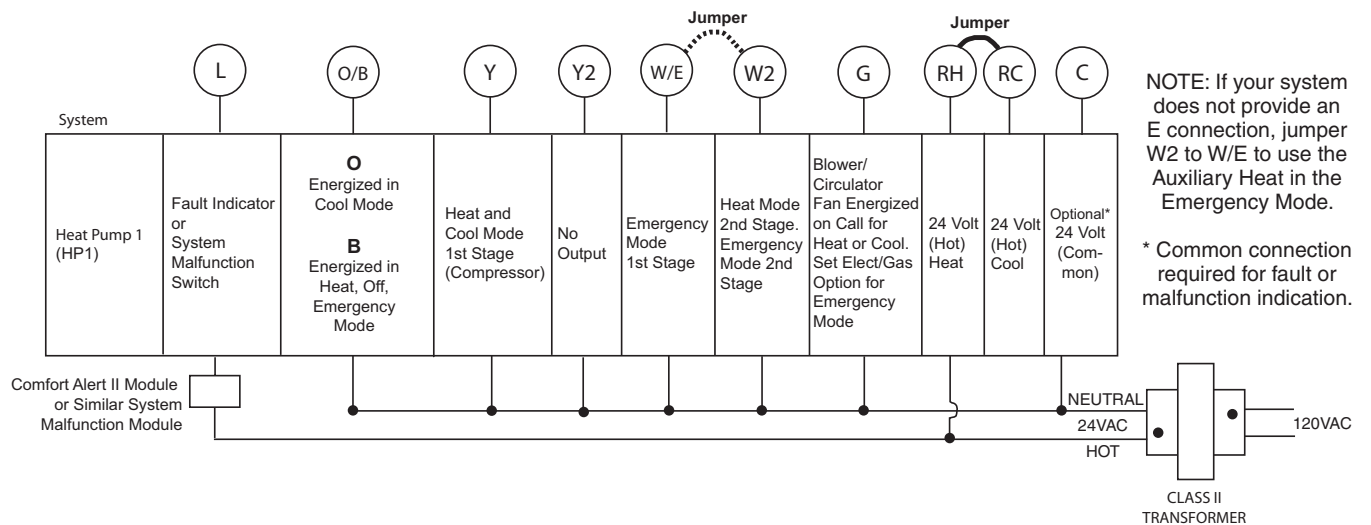 Jumper
Jumper
L
O/B
Y
Y2
W/E
W2
G
RH
RC
C
System
Heat Pump 1
(HP1)
Fault Indicator
or
System
Malfunction
Switch
O
Energized in
Cool Mode
B
Energized in
Heat, Off,
Emergency
Mode
Heat and
Cool Mode
1st Stage
(Compressor)
No
Output
Emergency
Mode
1st Stage
Heat Mode
2nd Stage.
Emergency
Mode 2nd
Stage
Blower/
Circulator
Fan Energized
on Call for
Heat or Cool.
Set Elect/Gas
Option for
Emergency
Mode
24 Volt
(Hot)
Heat
24 Volt
(Hot)
Cool
Optional*
24 Volt
(Com-
mon)
NOTE: If your system
does not provide an
E connection, jumper
W2 to W/E to use the
Auxiliary Heat in the
Emergency Mode.
* Common connection
required for fault or
malfunction indication.
Comfort Alert II Module
or Similar System
Malfunction Module
NEUTRAL
24VAC
HOT
120VAC
CLASS II
TRANSFORMER